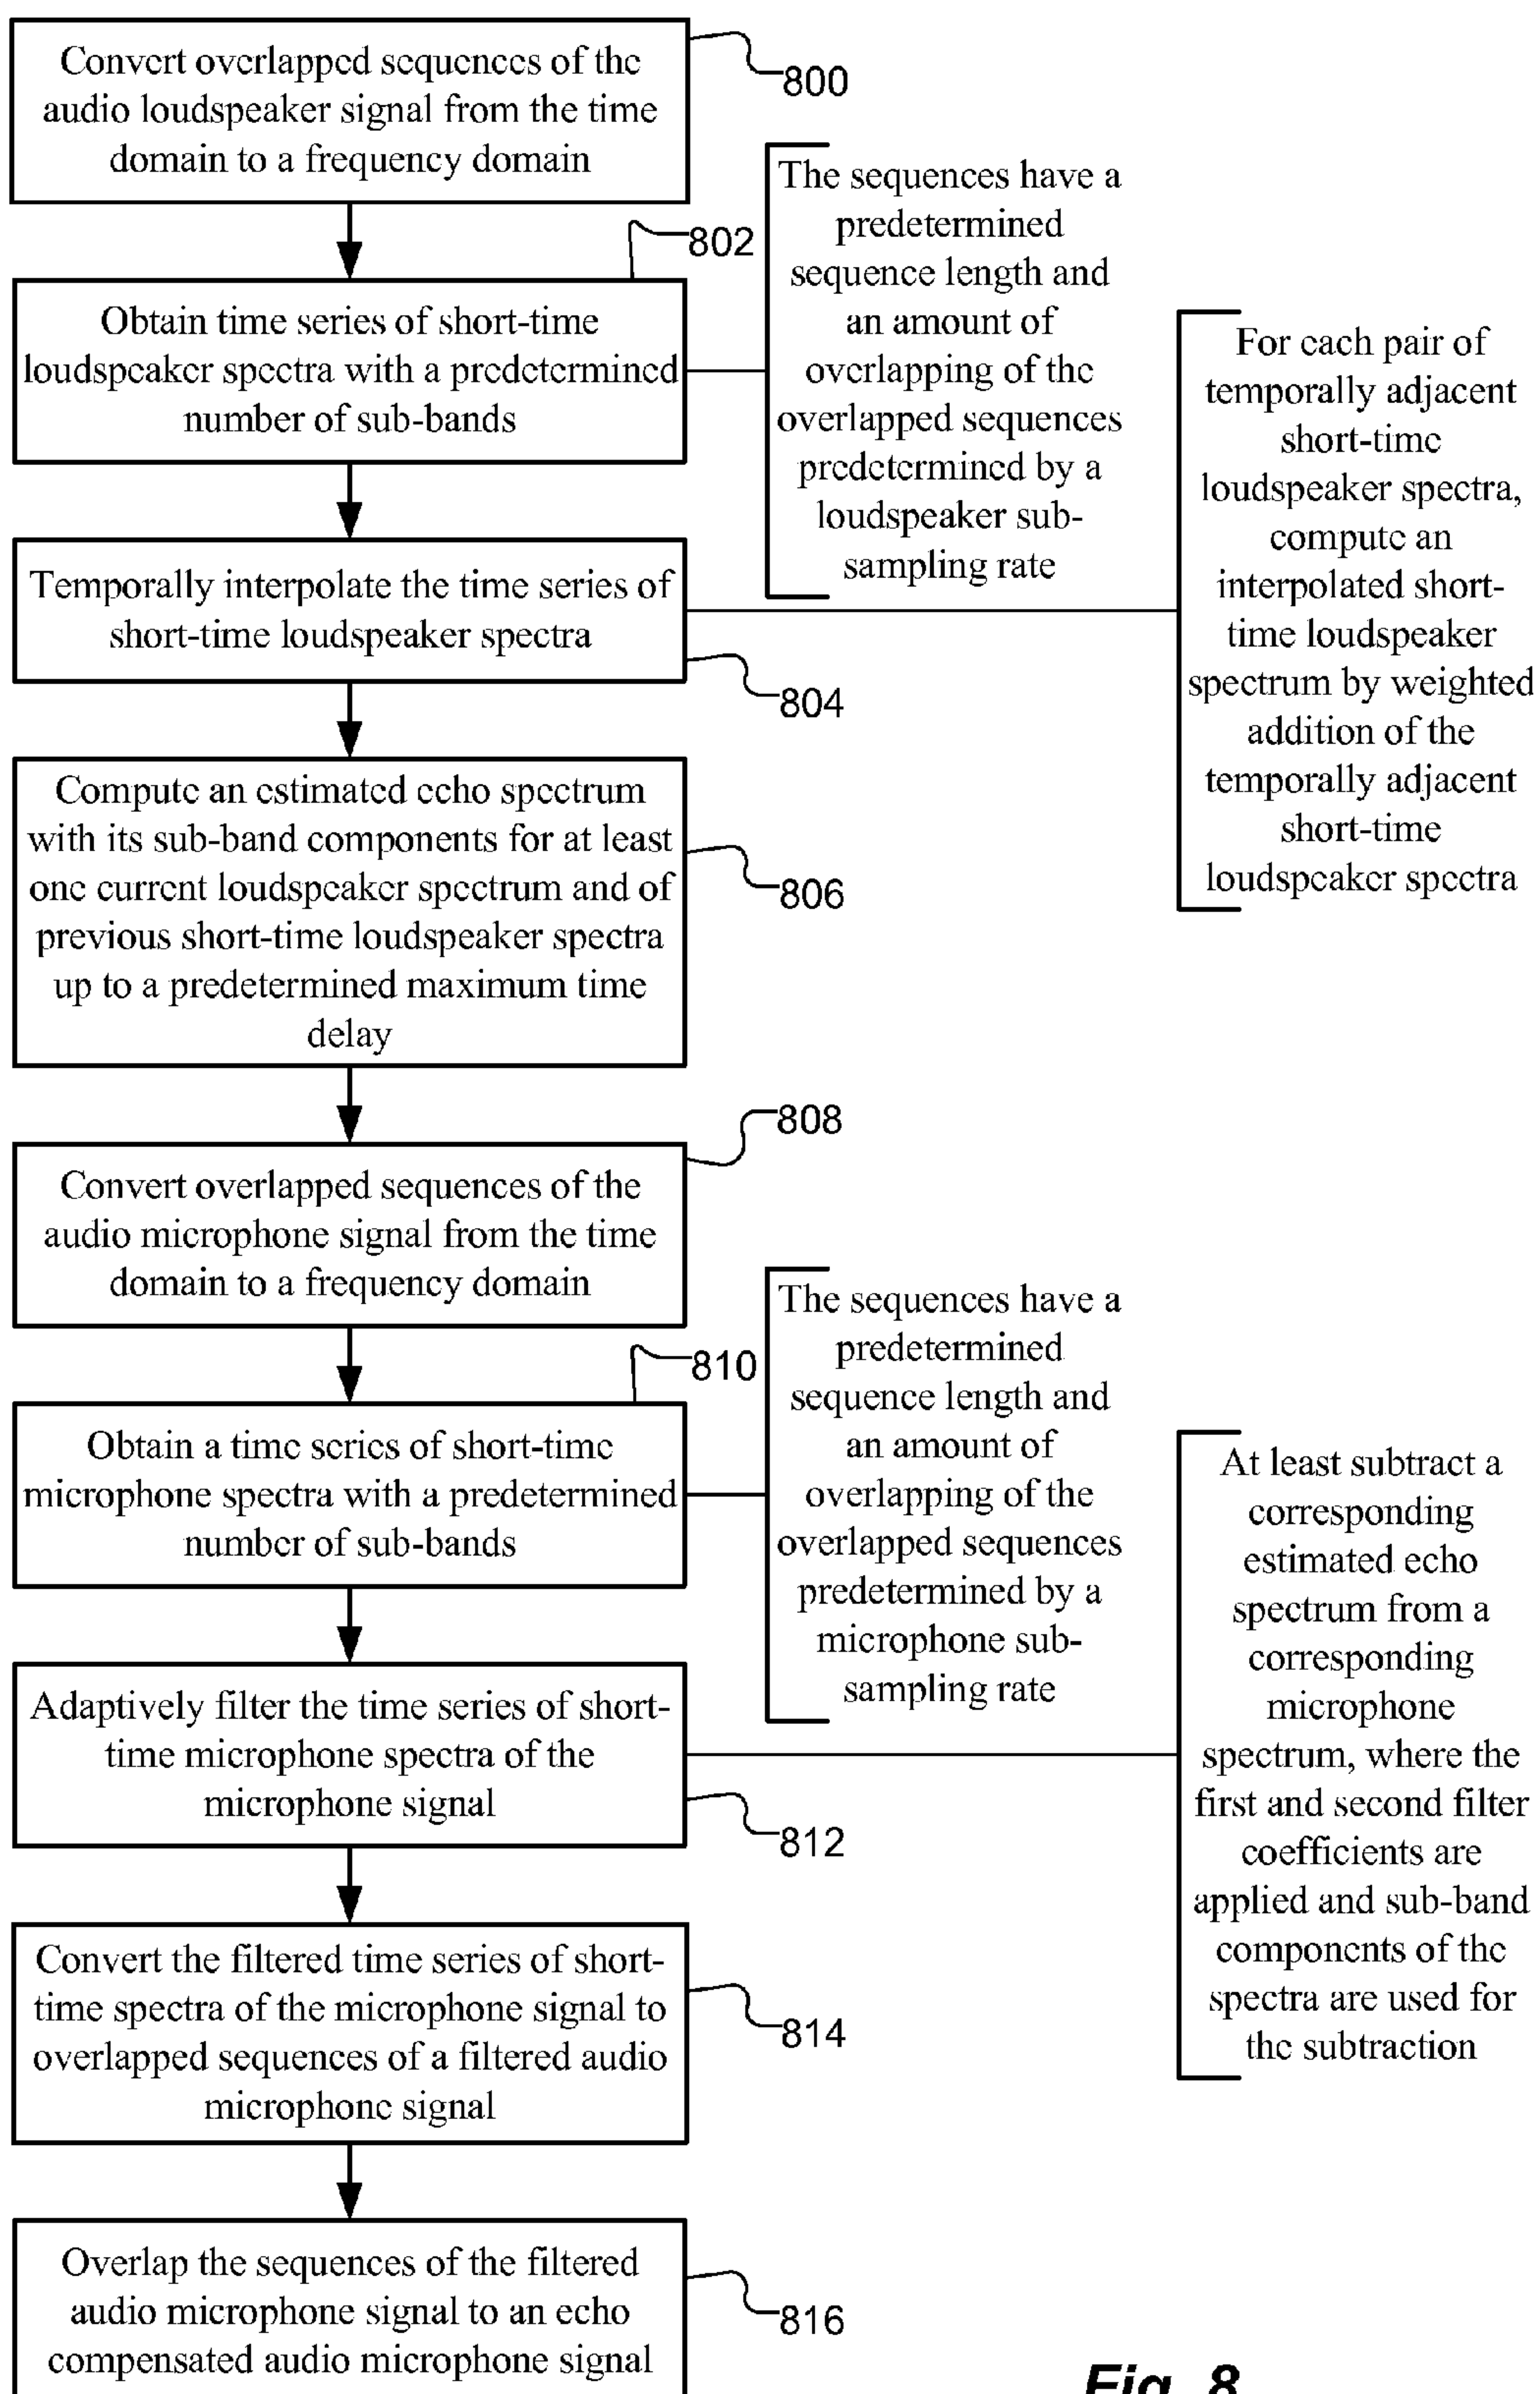 Convert overlapped sequences of the
audio loudspeaker signal from the time
domain to a frequency domain
800
802
Obtain time series of short-time
loudspeaker spectra with a predetermined
number of sub-bands
The sequences have a
predetermined
sequence length and
an amount of
overlapping of the
overlapped sequences
predetermined by a
loudspeaker sub-
sampling rate
Temporally interpolate the time series of
short-time loudspeaker spectra
804
For each pair of
temporally adjacent
short-time
loudspeaker spectra,
compute an
interpolated short-
time loudspeaker
spectrum by weighted
addition of the
temporally adjacent
short-time
loudspeaker spectra
Compute an estimated echo spectrum
with its sub-band components for at least
one current loudspeaker spectrum and of
previous short-time loudspeaker spectra
up to a predetermined maximum time
delay
806
808
Convert overlapped sequences of the
audio microphone signal from the time
domain to a frequency domain
810
Obtain a time series of short-time
microphone spectra with a predetermined
number of sub-bands
The sequences have a
predetermined
sequence length and
an amount of
overlapping of the
overlapped sequences
predetermined by a
microphone sub-
sampling rate
Adaptively filter the time series of short-
time microphone spectra of the
microphone signal
812
At least subtract a
corresponding
estimated echo
spectrum from a
corresponding
microphone
spectrum, where the
first and second filter
coefficients are
applied and sub-band
components of the
spectra are used for
the subtraction
Convert the filtered time series of short-
time spectra of the microphone signal to
overlapped sequences of a filtered audio
microphone signal
814
Overlap the sequences of the filtered
audio microphone signal to an echo
compensated audio microphone signal
816
Fig. 8